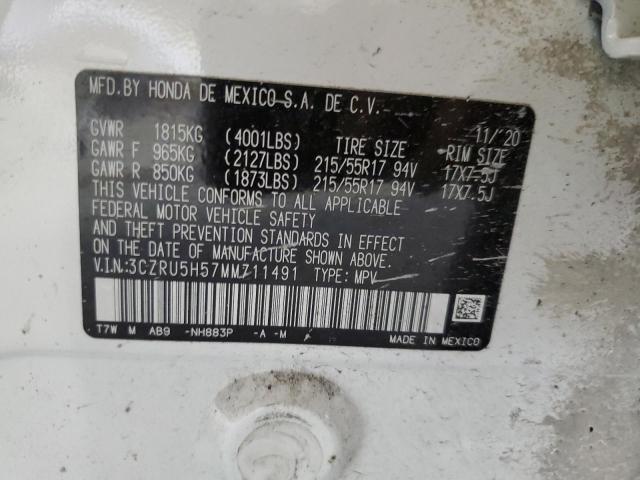 MFD.BY HONDA DE MEXICO S.A. DE C.V.
11/20
GVWR 1815KG (4001LBS) TIRE SIZE RIM SIZE
GAWR F 965KG (2127LBS) 215/55R17 94V 17X7.5J
GAWR R 850KG (1873LBS) 215/55R17 94V 17X7.5J
THIS VEHICLE CONFORMS TO ALL APPLICABLE
FEDERAL MOTOR VEHICLE SAFETY
AND THEFT PREVENTION STANDARDS IN EFFECT
ON THE DATE OF MANUFACTURE SHOWN ABOVE.
V.I.N.:3CZRU5H57MM711491 TYPE: MPV
T7W M AB9 -NH883P -A -M
MADE IN MEXICO